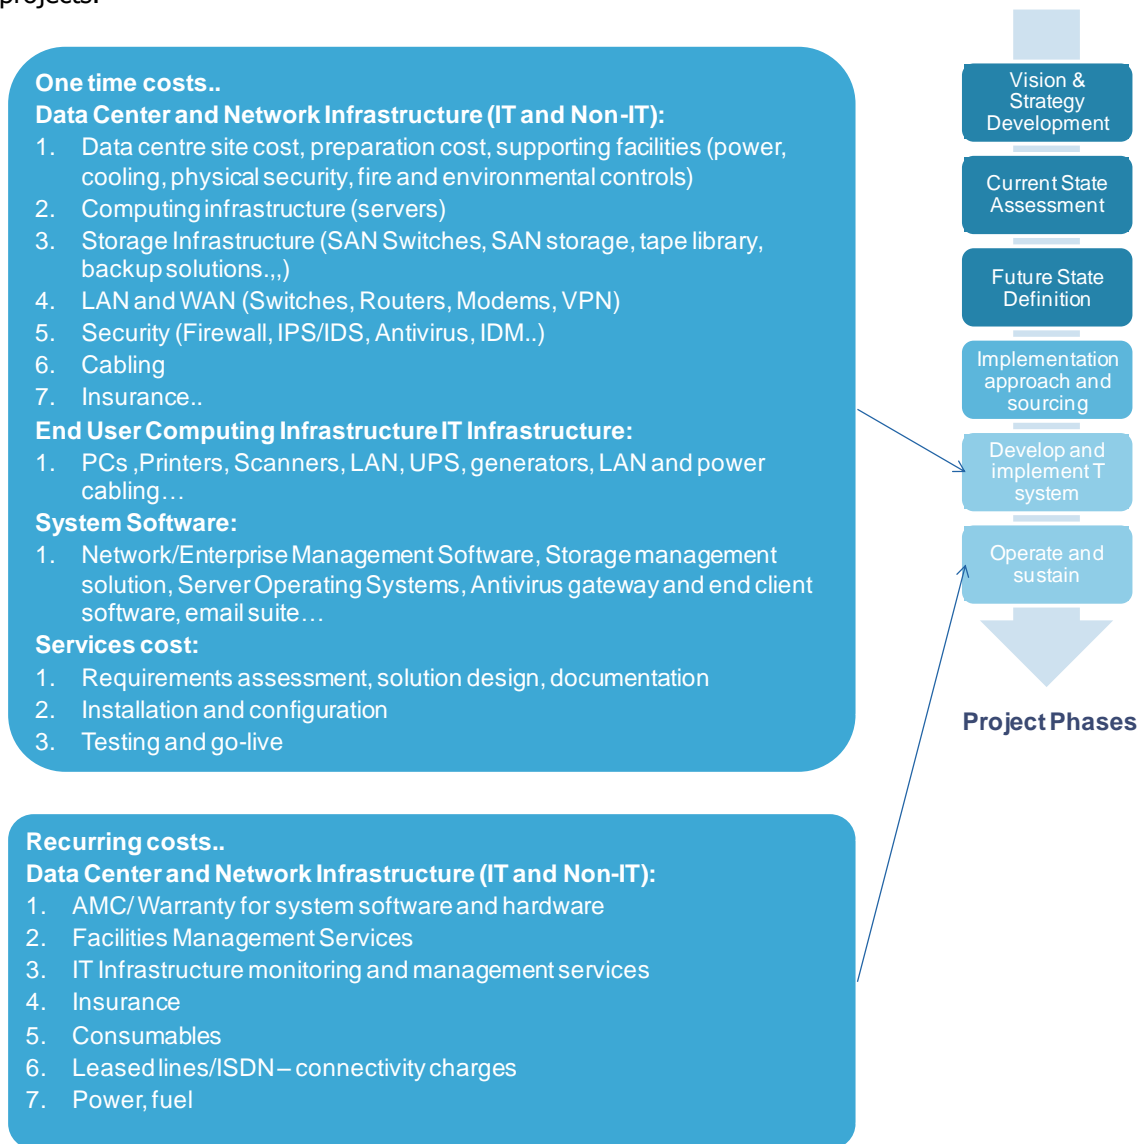 projects.
One time costs..
Data Center and Network Infrastructure (IT and Non-IT):
1. Data centre site cost, preparation cost, supporting facilities (power,
cooling, physical security, fire and environmental controls)
2. Computing infrastructure (servers)
3. Storage Infrastructure (SAN Switches, SAN storage, tape library,
backup solutions.,,)
4. LAN and WAN (Switches, Routers, Modems, VPN)
5. Security (Firewall, IPS/IDS, Antivirus, IDM..)
6. Cabling
7. Insurance..
End User Computing Infrastructure IT Infrastructure:
1. PCs ,Printers, Scanners, LAN, UPS, generators, LAN and power
cabling…
System Software:
1. Network/Enterprise Management Software, Storage management
solution, Server Operating Systems, Antivirus gateway and end client
software, email suite…
Services cost:
1. Requirements assessment, solution design, documentation
2. Installation and configuration
3. Testing and go-live
Recurring costs..
Data Center and Network Infrastructure (IT and Non-IT):
1. AMC/ Warranty for system software and hardware
2. Facilities Management Services
3. IT Infrastructure monitoring and management services
4. Insurance
5. Consumables
6. Leased lines/ISDN – connectivity charges
7. Power, fuel
Vision &
Strategy
Development
Current State
Assessment
Future State
Definition
Implementation
approach and
sourcing
Develop and
implement T
system
Operate and
sustain
Project Phases